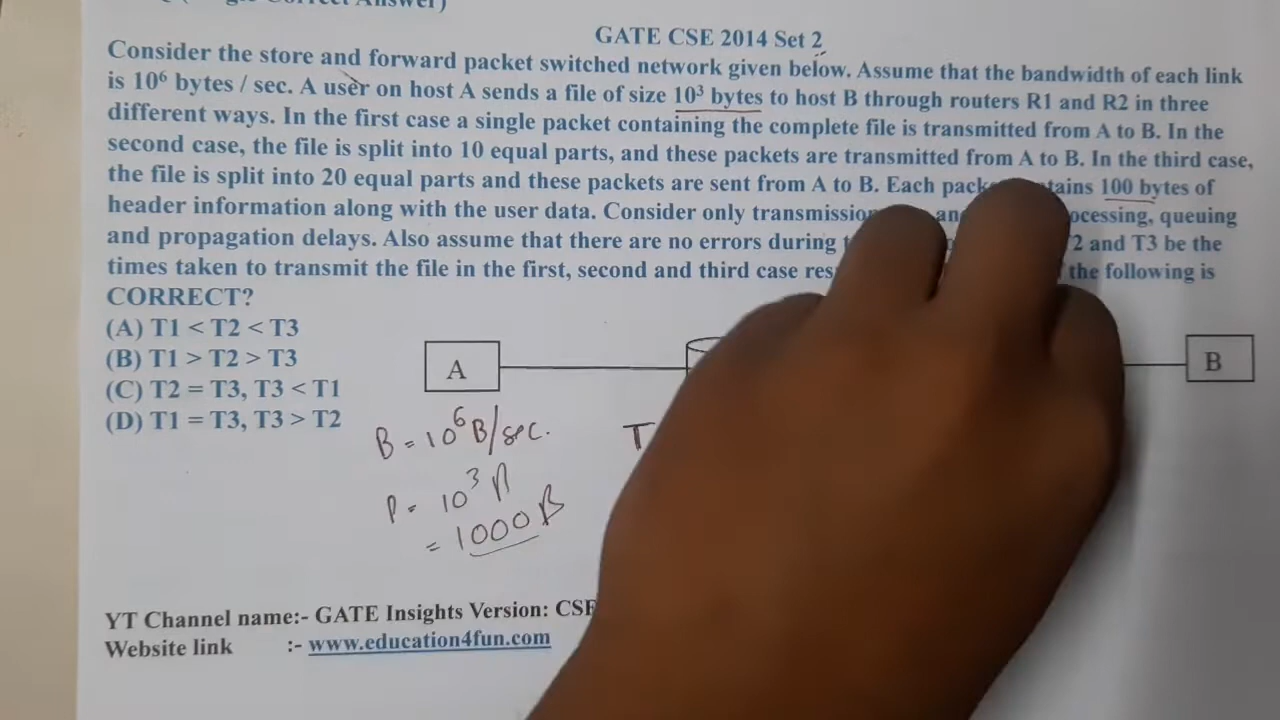 GATE CSE 2014 Set 2
Consider the store and forward packet switched network given below. Assume that the bandwidth of each link
is 10⁶ bytes / sec. A user on host A sends a file of size 10³ bytes to host B through routers R1 and R2 in three
different ways. In the first case a single packet containing the complete file is transmitted from A to B. In the
second case, the file is split into 10 equal parts, and these packets are transmitted from A to B. In the third case,
the file is split into 20 equal parts and these packets are sent from A to B. Each 100 bytes of
header information along with the user data. Consider only transmission queuing
and propagation delays. Also assume that there are no errors during 2 and T3 be the
times taken to transmit the file in the first, second and third case the following is
CORRECT?
(A) T1 < T2 < T3
(B) T1 > T2 > T3
(C) T2 = T3, T3 < T1
(D) T1 = T3, T3 > T2
A B
B = 10⁶ B/sec. T
P = 10³ B
= 1000 B
YT Channel name:- GATE Insights Version: CSE
Website link :- www.education4fun.com